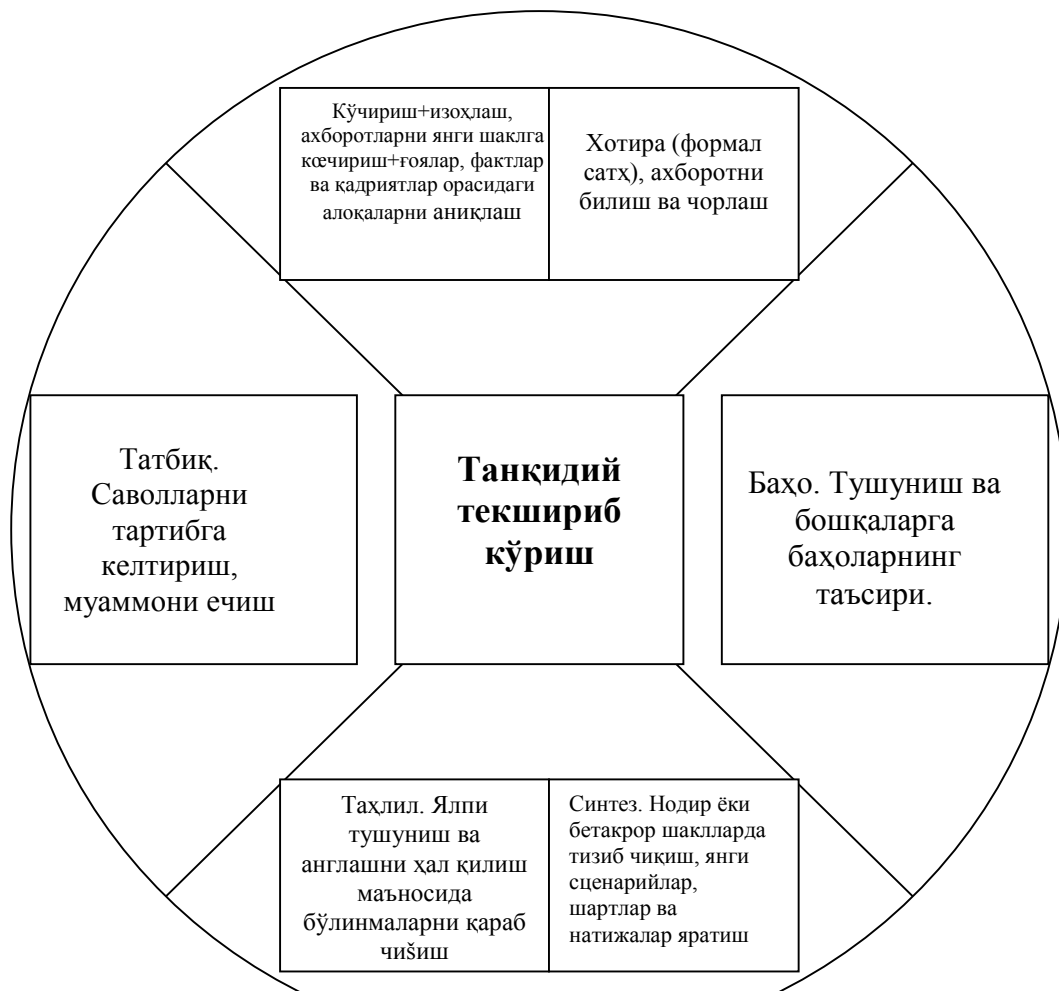 Кўчириш+изоҳлаш,
ахборотларни янги шаклга
кœчириш+ғоялар, фактлар
ва қадриятлар орасидаги
алоқаларни аниқлаш
Хотира (формал
сатҳ), ахборотни
билиш ва чорлаш
Татбиқ.
Саволларни
тартибга
келтириш,
муаммони ечиш
Танқидий
текшириб
кўриш
Баҳо. Тушуниш ва
бошқаларга
баҳоларнинг
таъсири.
Таҳлил. Ялпи
тушуниш ва
англашни ҳал қилиш
маъносида
бўлинмаларни қараб
чиšиш
Синтез. Нодир ёки
бетакрор шаклларда
тизиб чиқиш, янги
сценарийлар,
шартлар ва
натижалар яратиш